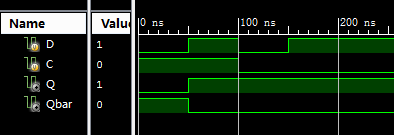 Name Value 0 ns 100 ns 200 ns
D 1
C 0
Q 1
Qbar 0